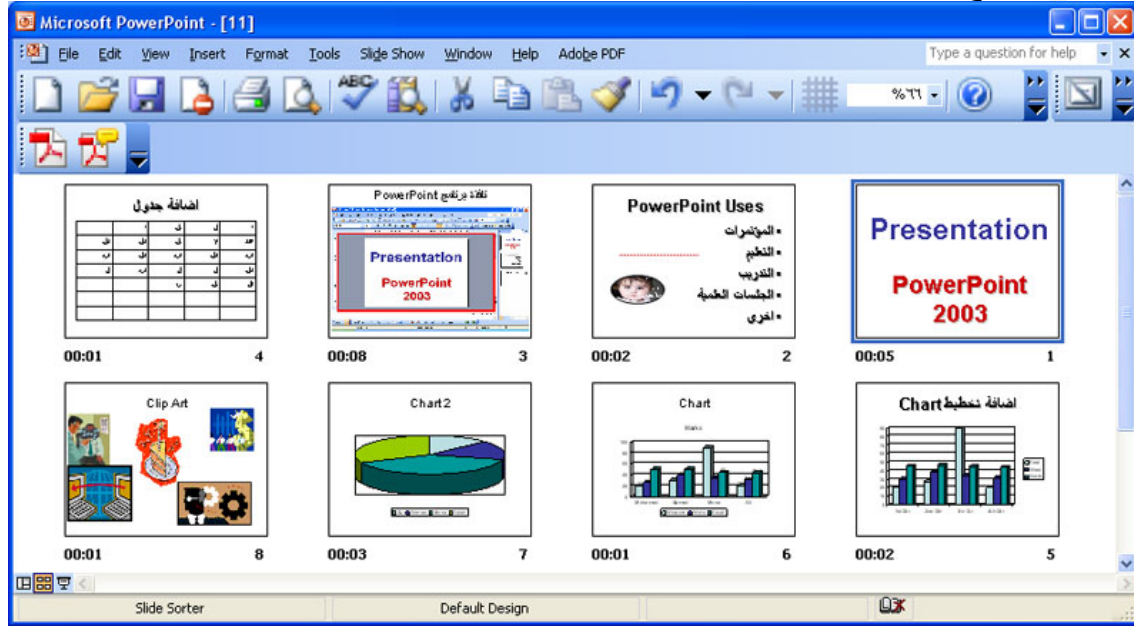 Microsoft PowerPoint - [11]
File Edit View Insert Format Tools Slide Show Window Help Adobe PDF Type a question for help
ABC %٦٦
Presentation
PowerPoint
2003
00:05 1
PowerPoint Uses
المؤتمرات
التعليم
التدريب
الجلسات العلمية
اخرى
00:02 2
نافذة برنامج PowerPoint
Presentation
PowerPoint
2003
00:08 3
اضافة جدول
00:01 4
اضافة تخطيط Chart
00:02 5
Chart
00:01 6
Chart2
00:03 7
Clip Art
00:01 8
Slide Sorter Default Design